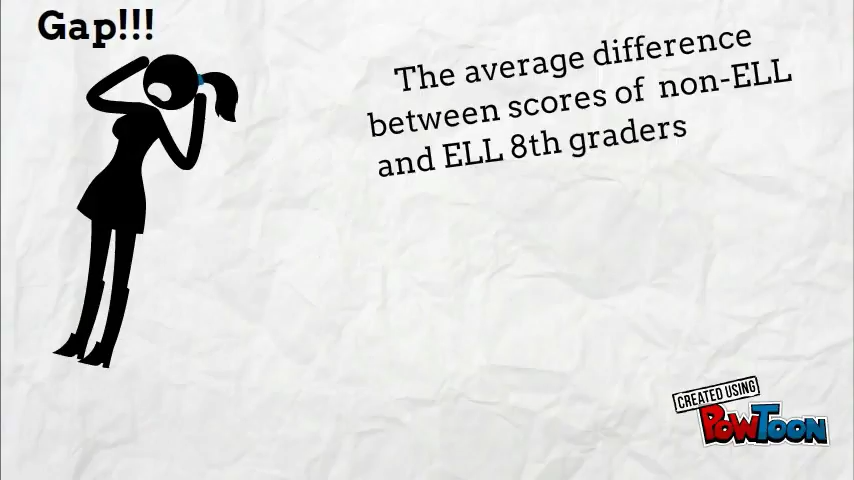 Gap!!!
The average difference
between scores of non-ELL
and ELL 8th graders
CREATED USING
PowToon